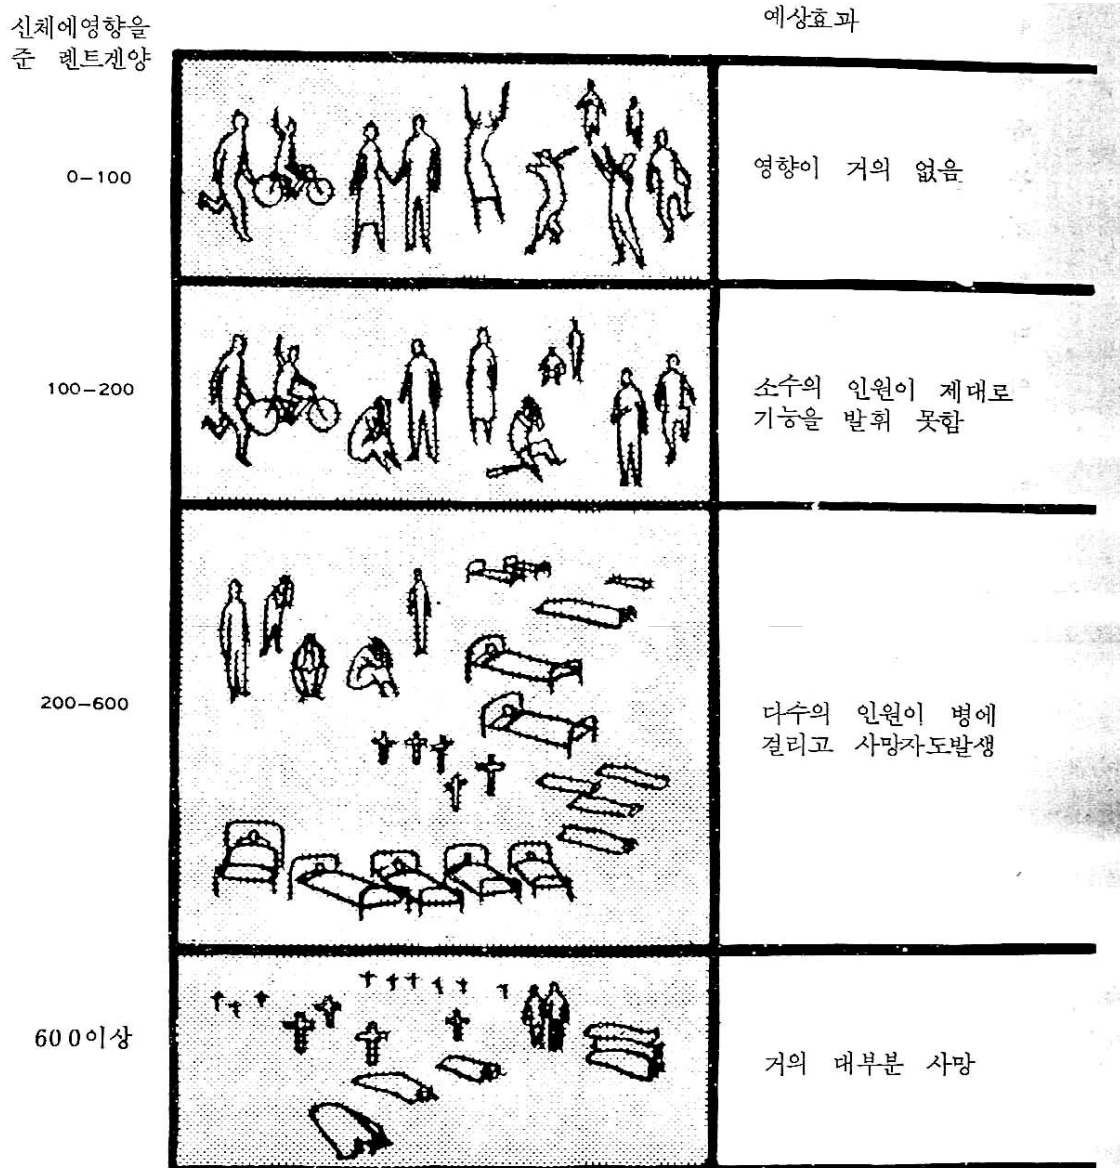 신체에영향을
준 렌트겐양
예상효과
0-100
영향이 거의 없음
100-200
소수의 인원이 제대로
기능을 발휘 못함
200-600
다수의 인원이 병에
걸리고 사망자도발생
600이상
거의 대부분 사망